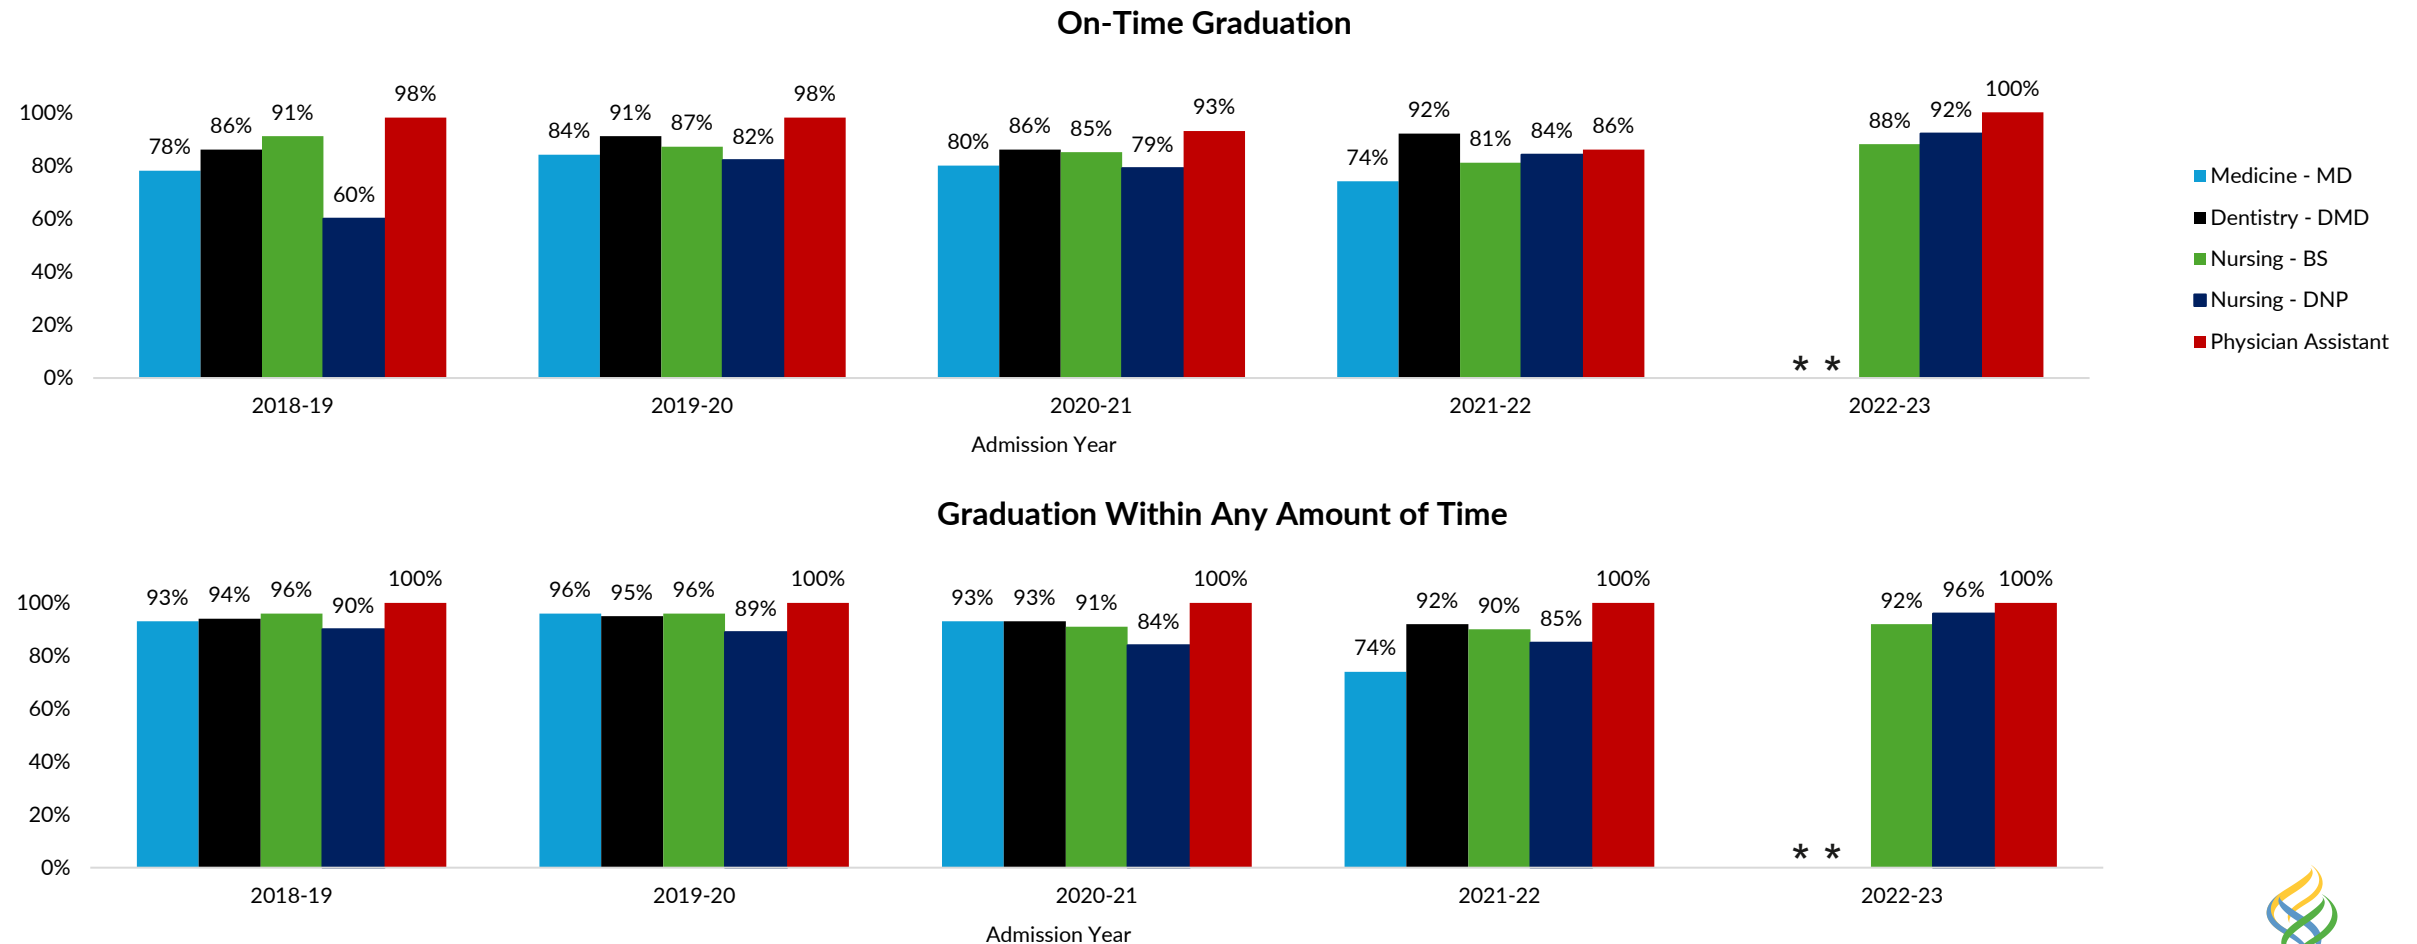 On-Time Graduation
100%
80%
60%
40%
20%
0%
78% 86% 91% 60% 98%
84% 91% 87% 82% 98%
80% 86% 85% 79% 93%
74% 92% 81% 84% 86%
* * 88% 92% 100%
2018-19 2019-20 2020-21 2021-22 2022-23
Admission Year
Medicine - MD
Dentistry - DMD
Nursing - BS
Nursing - DNP
Physician Assistant
Graduation Within Any Amount of Time
100%
80%
60%
40%
20%
0%
93% 94% 96% 90% 100%
96% 95% 96% 89% 100%
93% 93% 91% 84% 100%
74% 92% 90% 85% 100%
* * 92% 96% 100%
2018-19 2019-20 2020-21 2021-22 2022-23
Admission Year